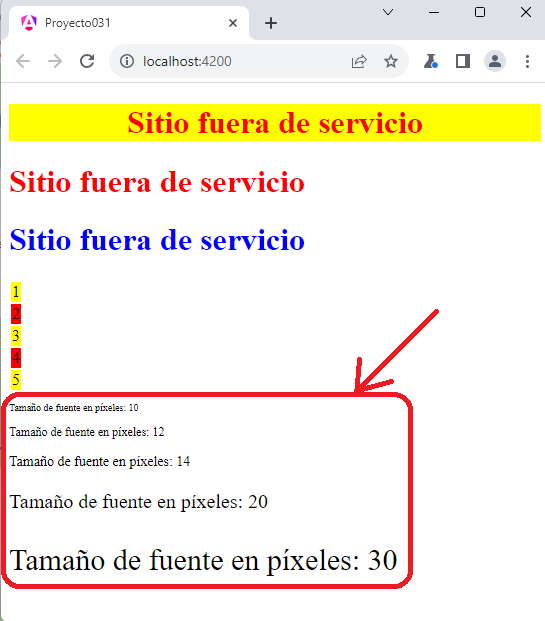 Proyecto031
localhost:4200
Sitio fuera de servicio
Sitio fuera de servicio
Sitio fuera de servicio
1
2
3
4
5
Tamaño de fuente en píxeles: 10
Tamaño de fuente en píxeles: 12
Tamaño de fuente en píxeles: 14
Tamaño de fuente en píxeles: 20
Tamaño de fuente en píxeles: 30